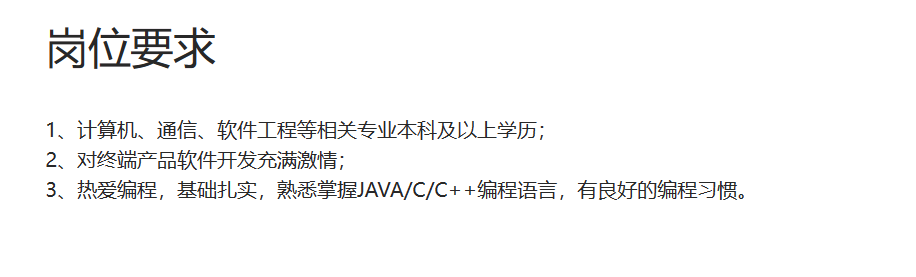 岗位要求
1、计算机、通信、软件工程等相关专业本科及以上学历；
2、对终端产品软件开发充满激情；
3、热爱编程，基础扎实，熟悉掌握JAVA/C/C++编程语言，有良好的编程习惯。